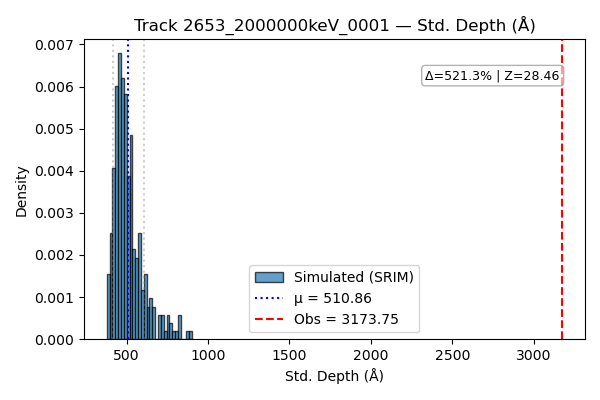 Track 2653_2000000keV_0001 — Std. Depth (Å)
Δ=521.3% | Z=28.46
Density
0.007
0.006
0.005
0.004
0.003
0.002
0.001
0.000
Simulated (SRIM)
μ = 510.86
Obs = 3173.75
500
1000
1500
2000
2500
3000
Std. Depth (Å)